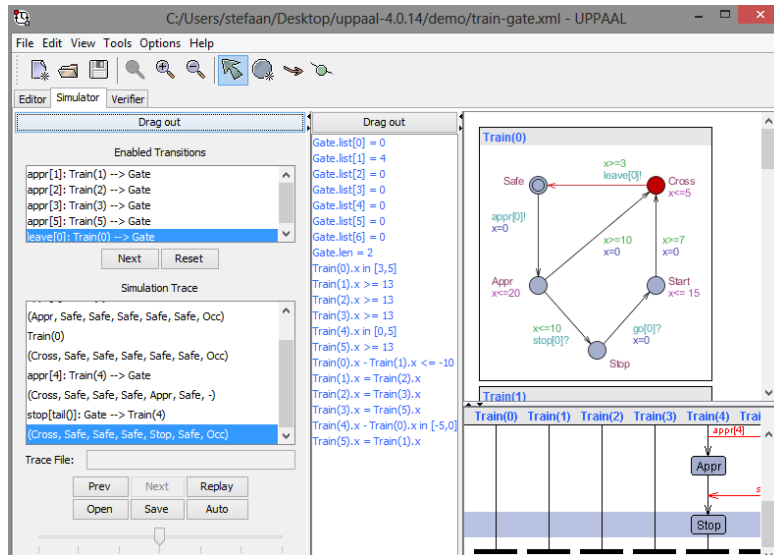 C:/Users/stefaan/Desktop/uppaal-4.0.14/demo/train-gate.xml - UPPAAL
File Edit View Tools Options Help
Editor Simulator Verifier
Drag out
Enabled Transitions
appr[1]: Train(1) --> Gate
appr[2]: Train(2) --> Gate
appr[3]: Train(3) --> Gate
appr[5]: Train(5) --> Gate
leave[0]: Train(0) --> Gate
Next Reset
Simulation Trace
(Appr, Safe, Safe, Safe, Safe, Safe, Occ)
Train(0)
(Cross, Safe, Safe, Safe, Safe, Safe, Occ)
appr[4]: Train(4) --> Gate
(Cross, Safe, Safe, Safe, Appr, Safe, -)
stop[tail()]: Gate --> Train(4)
(Cross, Safe, Safe, Safe, Stop, Safe, Occ)
Trace File:
Prev Next Replay
Open Save Auto
Drag out
Gate.list[0] = 0
Gate.list[1] = 4
Gate.list[2] = 0
Gate.list[3] = 0
Gate.list[4] = 0
Gate.list[5] = 0
Gate.list[6] = 0
Gate.len = 2
Train(0).x in [3,5]
Train(1).x >= 13
Train(2).x >= 13
Train(3).x >= 13
Train(4).x in [0,5]
Train(5).x >= 13
Train(0).x - Train(1).x <= -10
Train(1).x = Train(2).x
Train(2).x = Train(3).x
Train(3).x = Train(5).x
Train(4).x - Train(0).x in [-5,0]
Train(5).x = Train(1).x
Train(0)
x>=3
Safe leave[0]! Cross
x<=5
appr[0]!
x=0
x>=10
x=0
x>=7
x=0
Appr
x<=20
Start
x<= 15
x<=10
stop[0]?
go[0]?
x=0
Stop
Train(1)
Train(0) Train(1) Train(2) Train(3) Train(4) Trai
appr[4]
Appr
s
Stop